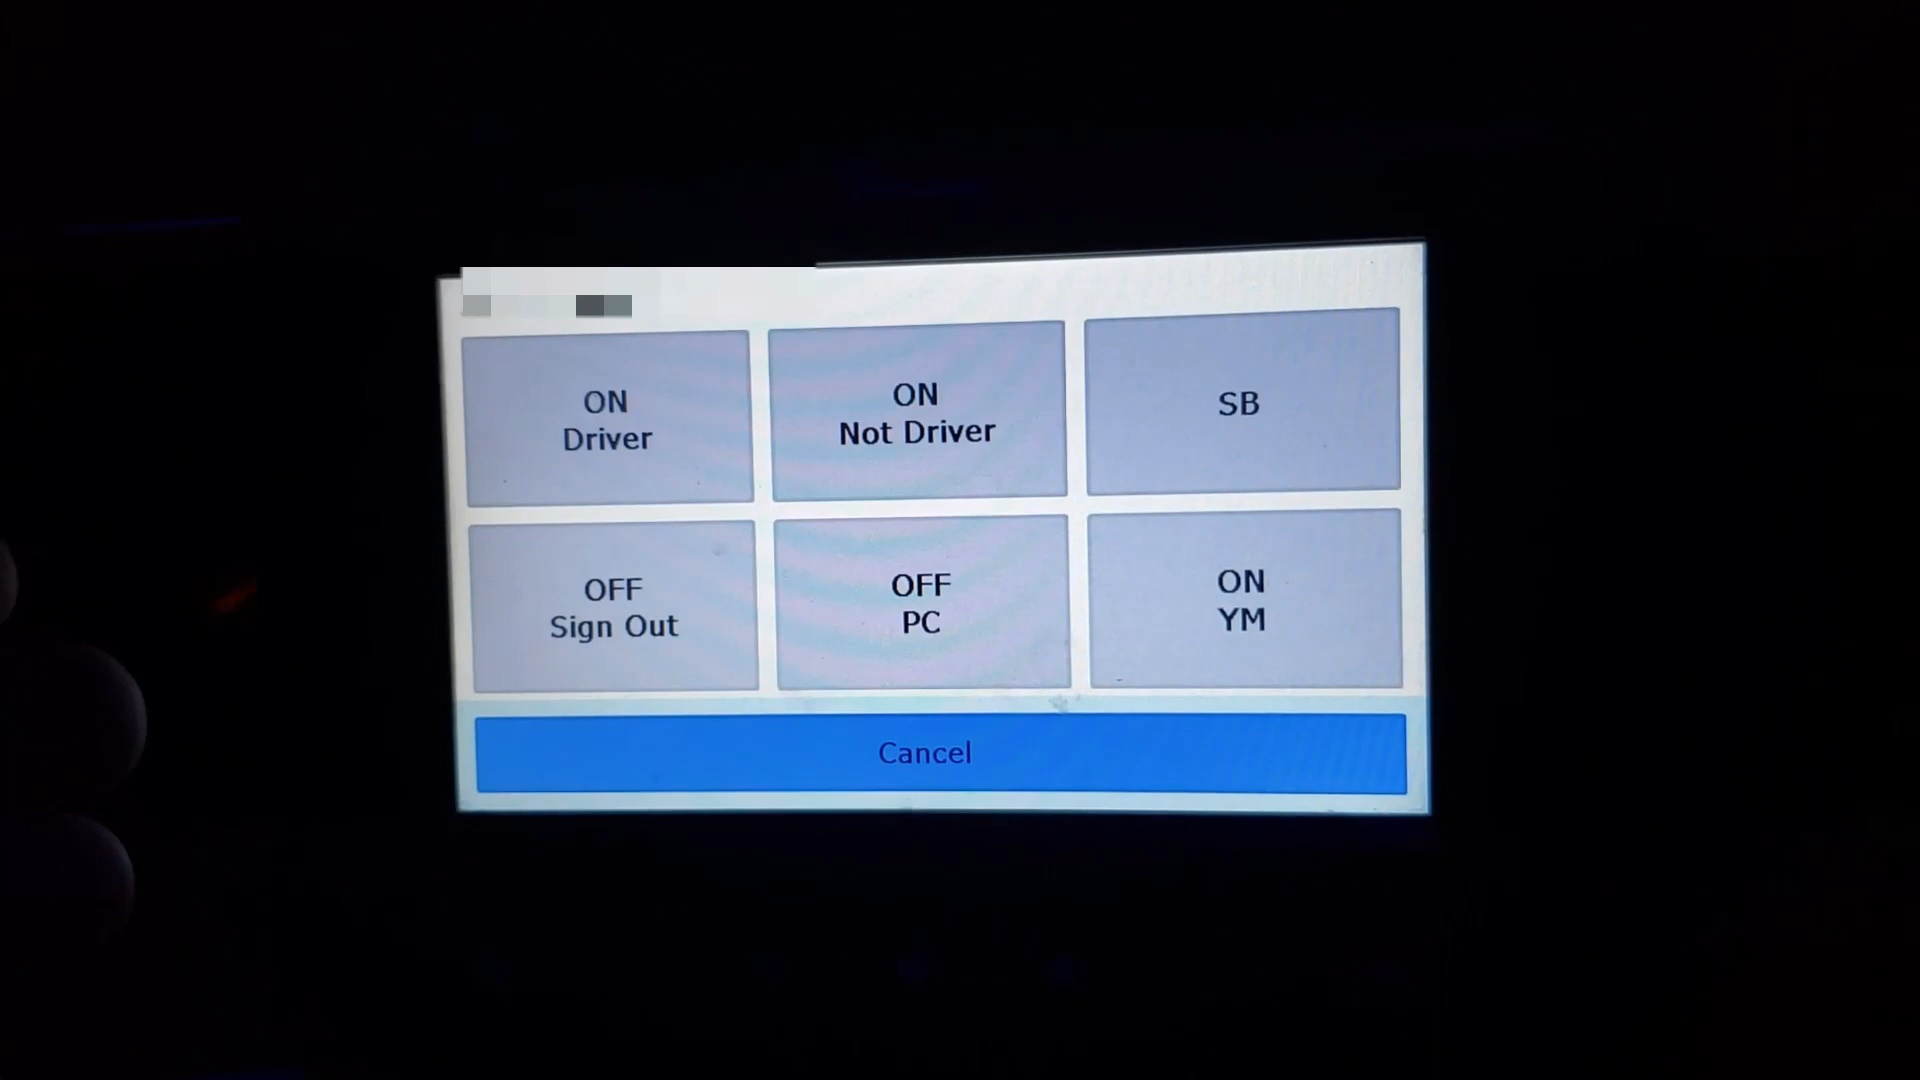 ON
Driver
ON
Not Driver
SB
OFF
Sign Out
OFF
PC
ON
YM
Cancel